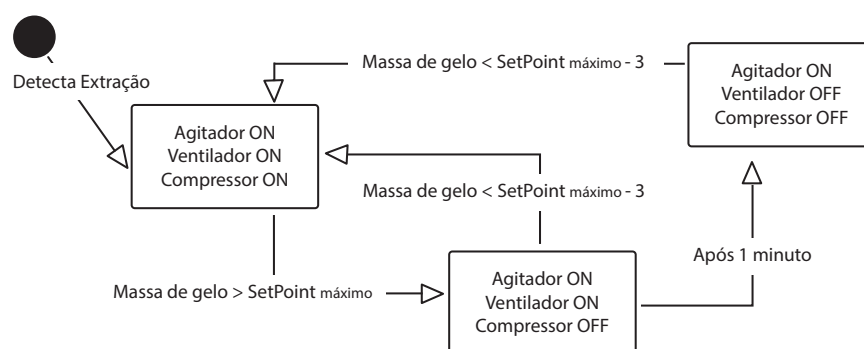 Massa de gelo < SetPoint máximo - 3
Agitador ON
Ventilador OFF
Compressor OFF
Detecta Extração
Agitador ON
Ventilador ON
Compressor ON
Massa de gelo < SetPoint máximo - 3
Após 1 minuto
Massa de gelo > SetPoint máximo
Agitador ON
Ventilador ON
Compressor OFF